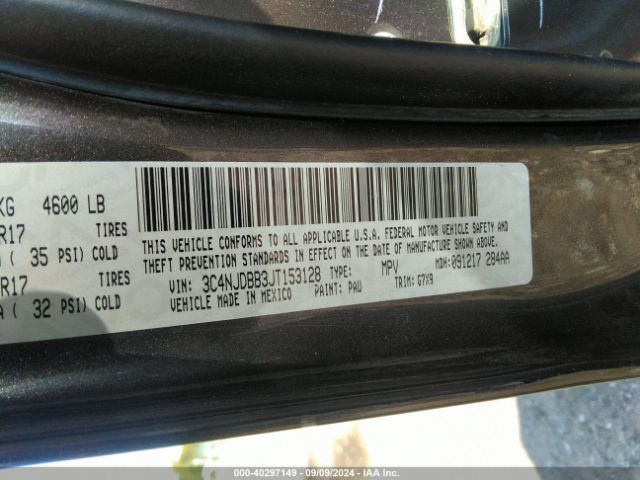 KG 4600 LB
R17 TIRES
( 35 PSI) COLD
R17 TIRES
A ( 32 PSI) COLD
THIS VEHICLE CONFORMS TO ALL APPLICABLE U.S.A. FEDERAL MOTOR VEHICLE SAFETY AND
THEFT PREVENTION STANDARDS IN EFFECT ON THE DATE OF MANUFACTURE SHOWN ABOVE.
VIN: 3C4NJDBB3JT153128 TYPE: MPV MDH: 091217 284AA
VEHICLE MADE IN MEXICO PAINT: PAU TRIM: G7X9
000-40297149 - 09/09/2024 - IAA Inc.